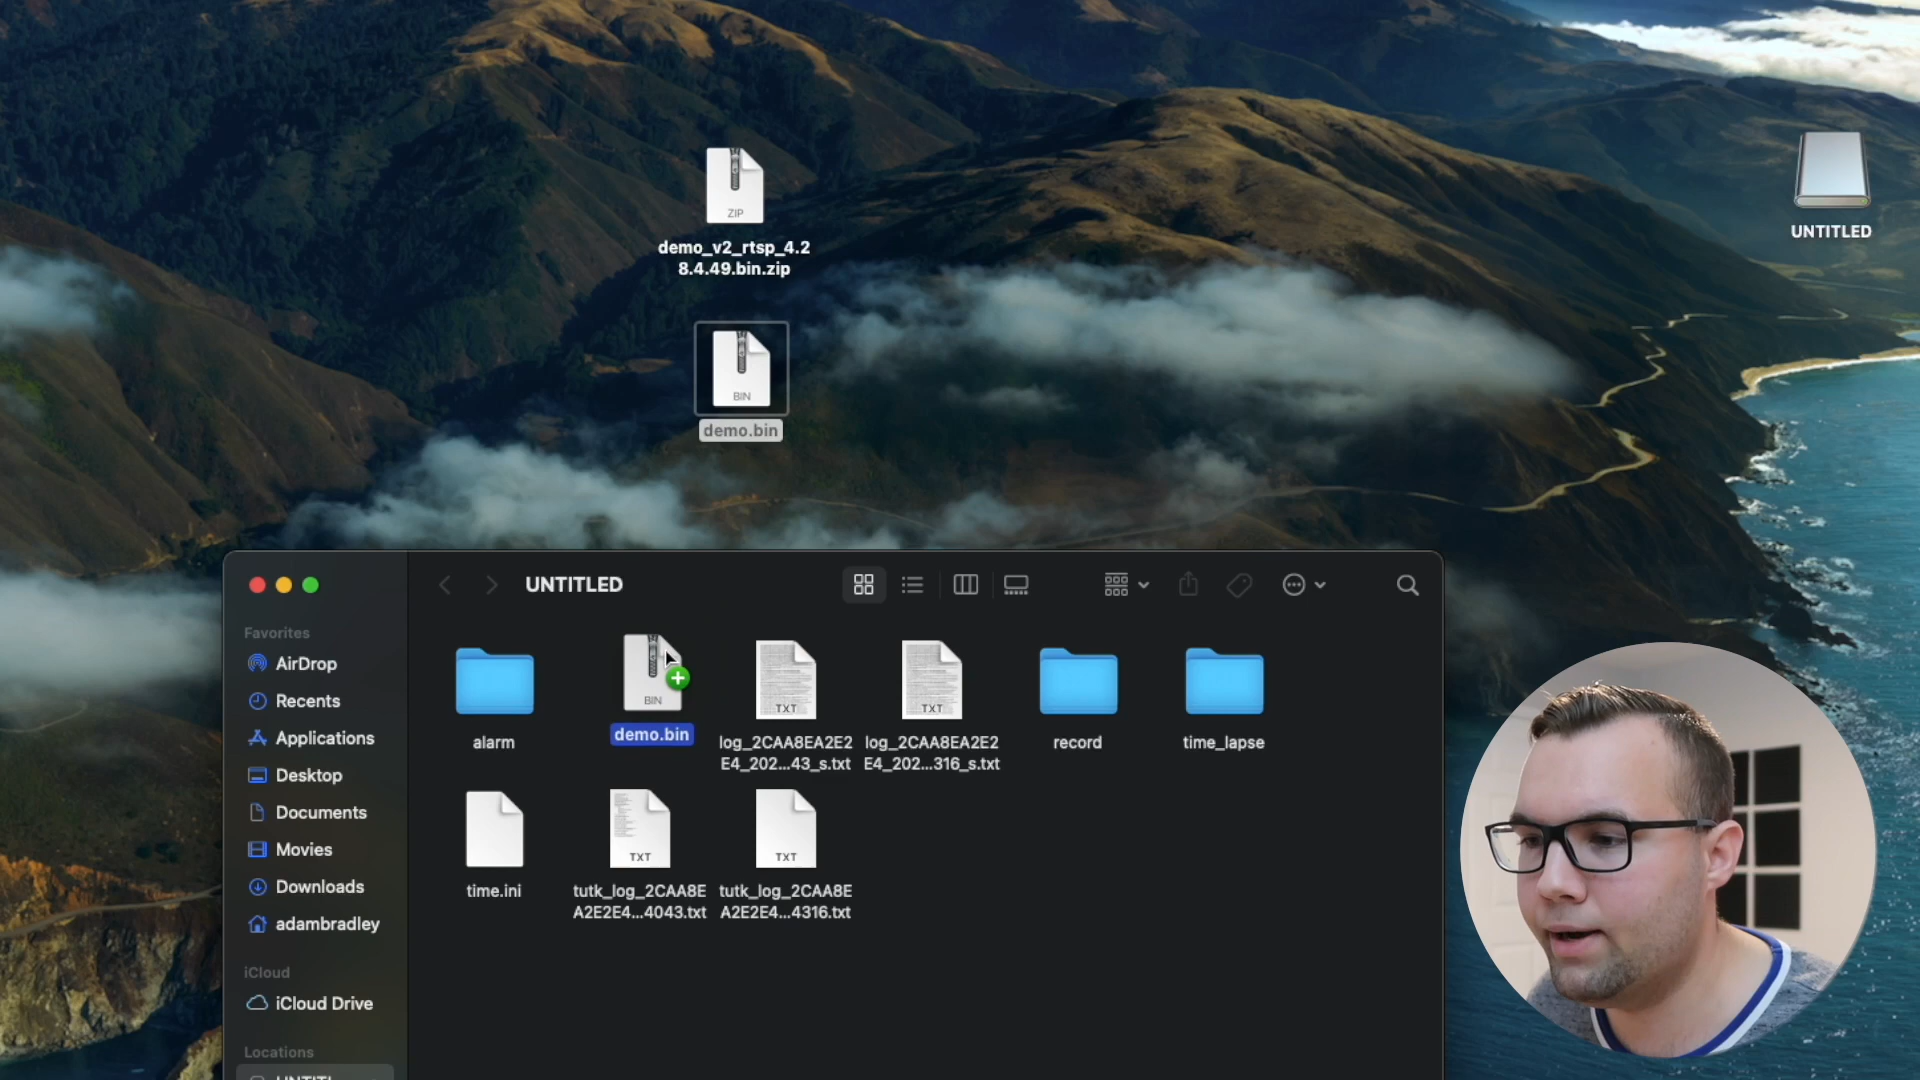 ZIP
demo_v2_rtsp_4.2
8.4.49.bin.zip
UNTITLED
BIN
demo.bin
UNTITLED
Favorites
AirDrop
Recents
Applications
Desktop
Documents
Movies
Downloads
adambradley
iCloud
iCloud Drive
Locations
alarm
BIN
demo.bin
TXT
log_2CAA8EA2E2
E4_202...43_s.txt
TXT
log_2CAA8EA2E2
E4_202...316_s.txt
record
time_lapse
time.ini
TXT
tutk_log_2CAA8E
A2E2E4...4043.txt
TXT
tutk_log_2CAA8E
A2E2E4...4316.txt